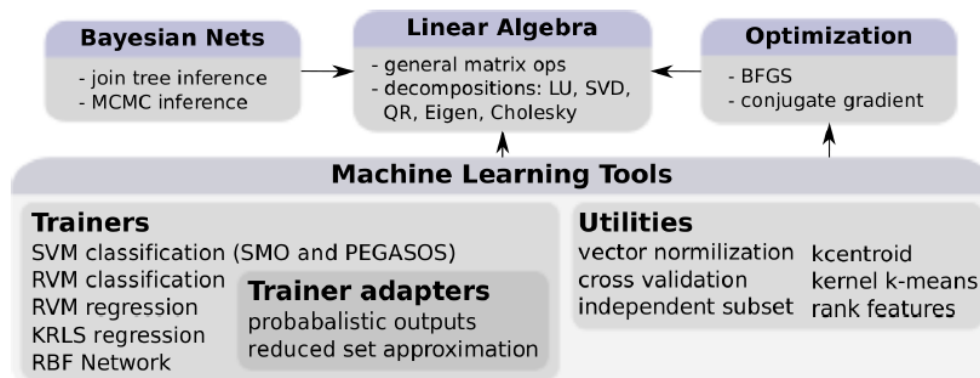 Bayesian Nets
- join tree inference
- MCMC inference
Linear Algebra
- general matrix ops
- decompositions: LU, SVD,
QR, Eigen, Cholesky
Optimization
- BFGS
- conjugate gradient
Machine Learning Tools
Trainers
SVM classification (SMO and PEGASOS)
RVM classification
RVM regression
KRLS regression
RBF Network
Trainer adapters
probabalistic outputs
reduced set approximation
Utilities
vector normilization
cross validation
independent subset
kcentroid
kernel k-means
rank features